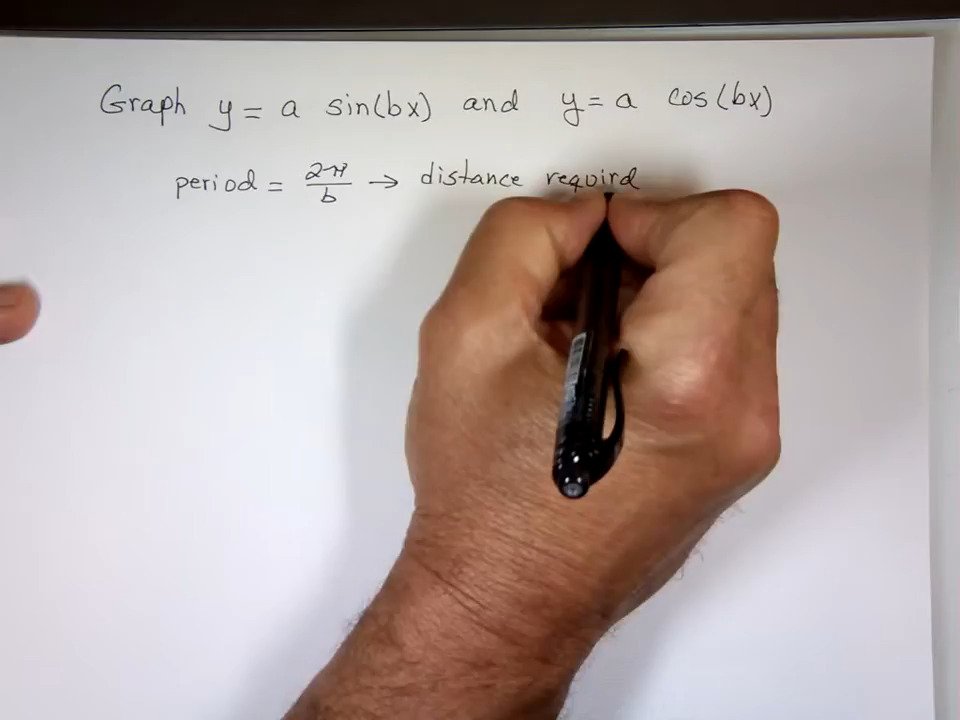 Graph y = a sin(bx) and y = a cos(bx)
period = 2π/b → distance requird